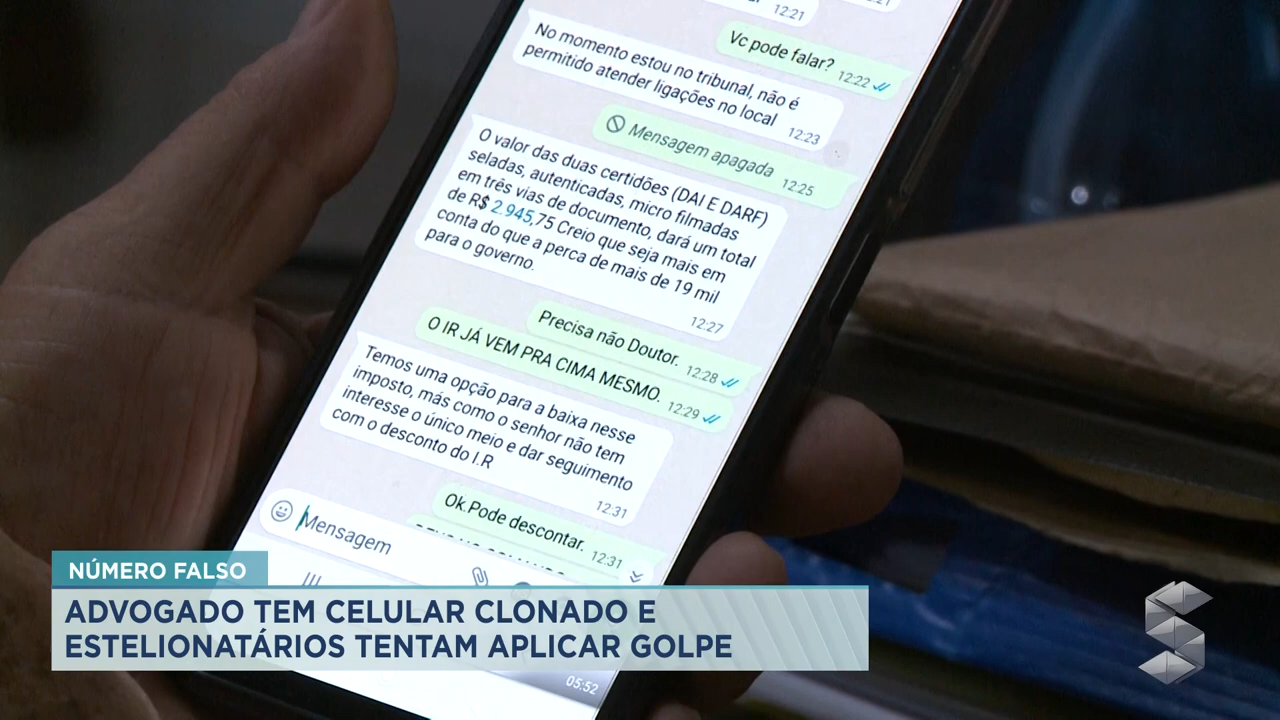 12:21
Vc pode falar?
12:22
No momento estou no tribunal, não é
permitido atender ligações no local
12:23
Mensagem apagada
12:25
O valor das duas certidões (DAI E DARF)
seladas, autenticadas, micro filmadas
em três vias de documento, dará um total
de R$ 2.945,75 Creio que seja mais em
conta do que a perca de mais de 19 mil
para o governo.
12:27
Precisa não Doutor.
12:28
O IR JÁ VEM PRA CIMA MESMO.
12:29
Temos uma opção para a baixa nesse
imposto, más como o senhor não tem
interesse o único meio e dar seguimento
com o desconto do I.R
12:31
Ok Pode descontar.
12:31
Mensagem
NÚMERO FALSO
ADVOGADO TEM CELULAR CLONADO E
ESTELIONATÁRIOS TENTAM APLICAR GOLPE
05:52